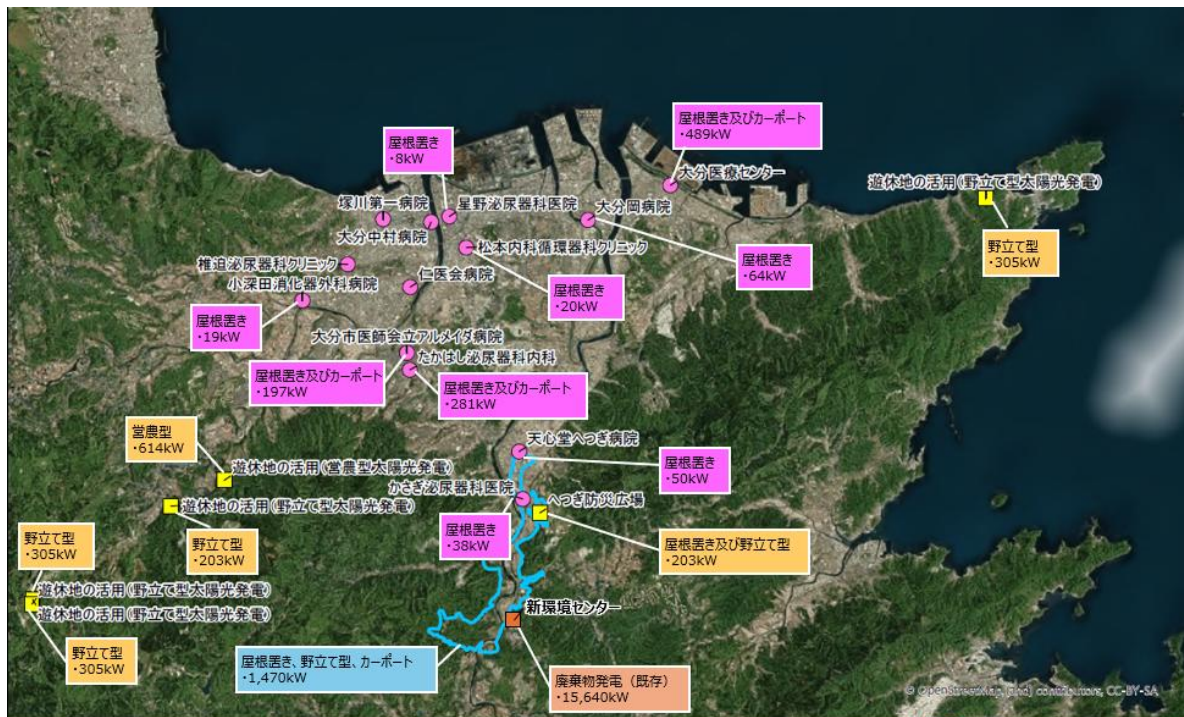 屋根置き及びカーポート
・489kW
屋根置き
・8kW
大分医療センター
遊休地の活用(野立て型太陽光発電)
塚川第一病院
星野泌尿器科医院
大分岡病院
大分中村病院
松本内科循環器科クリニック
野立て型
・305kW
椎迫泌尿器科クリニック
屋根置き
・64kW
小深田消化器外科病院
仁医会病院
屋根置き
・20kW
屋根置き
・19kW
大分市医師会立アルメイダ病院
たかはし泌尿器科内科
屋根置き及びカーポート
・197kW
屋根置き及びカーポート
・281kW
営農型
・614kW
天心堂へつぎ病院
遊休地の活用(営農型太陽光発電)
屋根置き
・50kW
かさぎ泌尿器科医院
遊休地の活用(野立て型太陽光発電)
へつぎ防災広場
野立て型
・305kW
野立て型
・203kW
屋根置き
・38kW
屋根置き及び野立て型
・203kW
遊休地の活用(野立て型太陽光発電)
遊休地の活用(野立て型太陽光発電)
新環境センター
野立て型
・305kW
屋根置き、野立て型、カーポート
・1,470kW
廃棄物発電（既存）
・15,640kW
© OpenStreetMap (and) contributors, CC-BY-SA